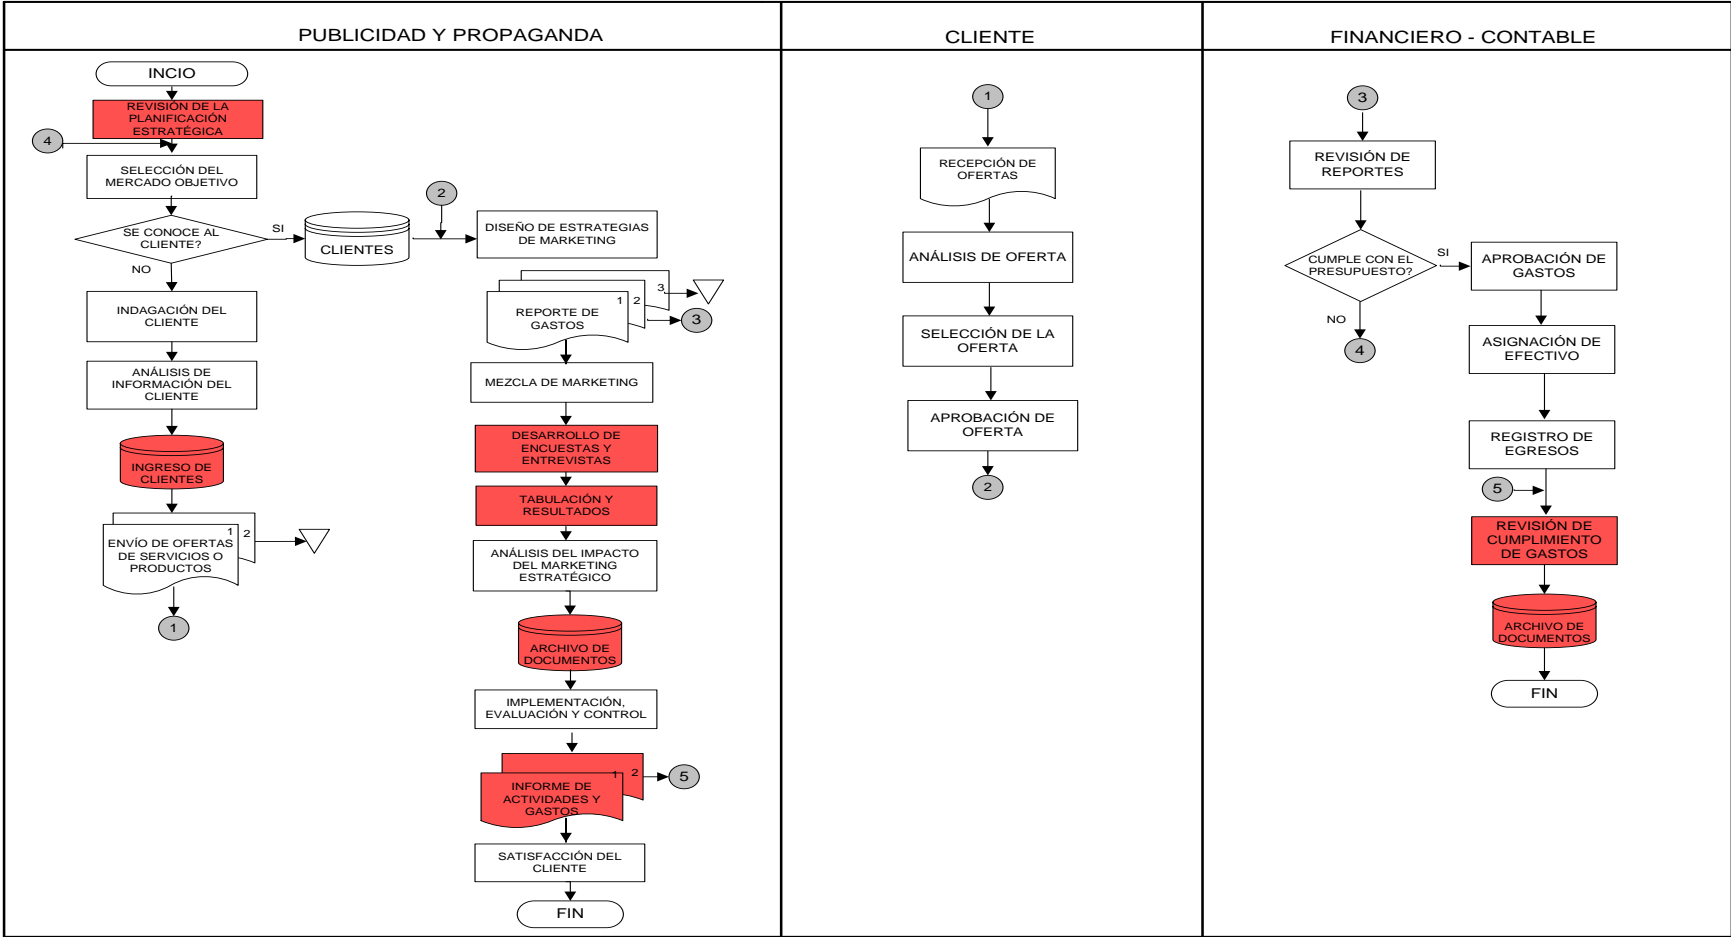 PUBLICIDAD Y PROPAGANDA
INCIO
REVISIÓN DE LA
PLANIFICACIÓN
ESTRATÉGICA
4
SELECCIÓN DEL
MERCADO OBJETIVO
SE CONOCE AL
CLIENTE?
SI
NO
CLIENTES
2
DISEÑO DE ESTRATEGIAS
DE MARKETING
INDAGACIÓN DEL
CLIENTE
ANÁLISIS DE
INFORMACIÓN DEL
CLIENTE
INGRESO DE
CLIENTES
1
2
ENVÍO DE OFERTAS
DE SERVICIOS O
PRODUCTOS
1
3
1
2
REPORTE DE
GASTOS
3
MEZCLA DE MARKETING
DESARROLLO DE
ENCUESTAS Y
ENTREVISTAS
TABULACIÓN Y
RESULTADOS
ANÁLISIS DEL IMPACTO
DEL MARKETING
ESTRATÉGICO
ARCHIVO DE
DOCUMENTOS
IMPLEMENTACIÓN,
EVALUACIÓN Y CONTROL
1
2
5
INFORME DE
ACTIVIDADES Y
GASTOS
SATISFACCIÓN DEL
CLIENTE
FIN
CLIENTE
1
RECEPCIÓN DE
OFERTAS
ANÁLISIS DE OFERTA
SELECCIÓN DE LA
OFERTA
APROBACIÓN DE
OFERTA
2
FINANCIERO - CONTABLE
3
REVISIÓN DE
REPORTES
CUMPLE CON EL
PRESUPUESTO?
SI
NO
4
APROBACIÓN DE
GASTOS
ASIGNACIÓN DE
EFECTIVO
REGISTRO DE
EGRESOS
5
REVISIÓN DE
CUMPLIMIENTO
DE GASTOS
ARCHIVO DE
DOCUMENTOS
FIN